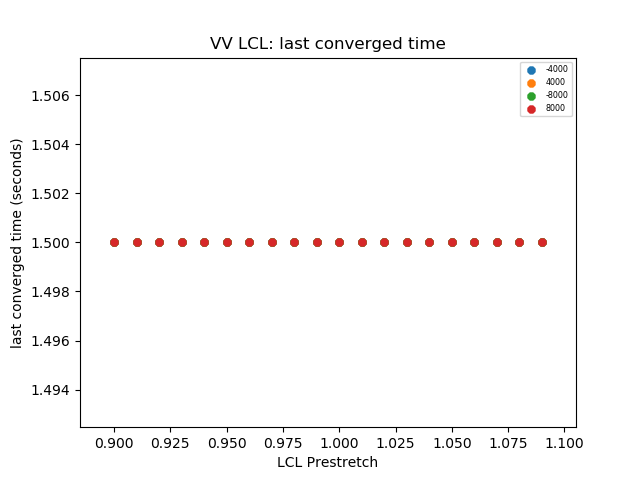 VV LCL: last converged time
-4000
4000
-8000
8000
last converged time (seconds)
1.506
1.504
1.502
1.500
1.498
1.496
1.494
0.900 0.925 0.950 0.975 1.000 1.025 1.050 1.075 1.100
LCL Prestretch